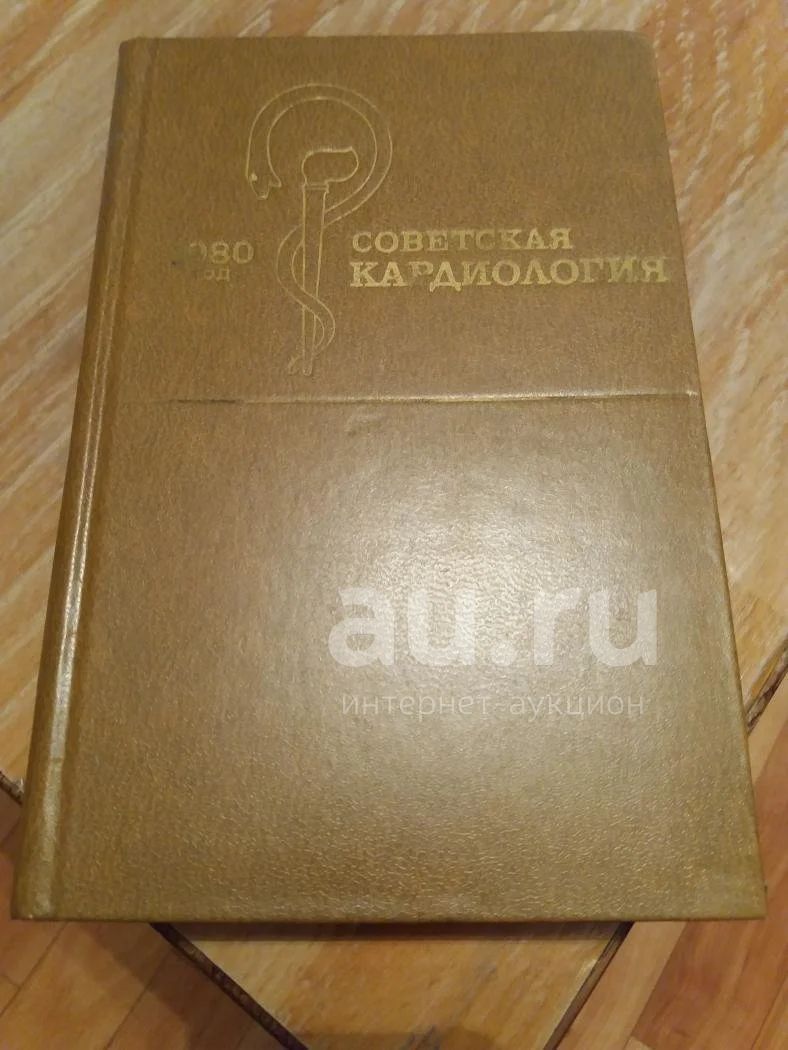 1980
год
СОВЕТСКАЯ
КАРДИОЛОГИЯ
au.ru
интернет-аукцион